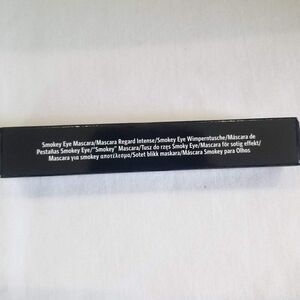 Smokey Eye Mascara/Mascara Regard Intense/Smokey Eye Wimperntusche/Máscara de
Pestañas Smokey Eye/"Smokey" Mascara/Tusz do rzęs Smoky Eye/Mascara för sotig effekt/
Mascara για smokey αποτέλεσμα/Sotet blikk maskara/Máscara Smokey para Olhos